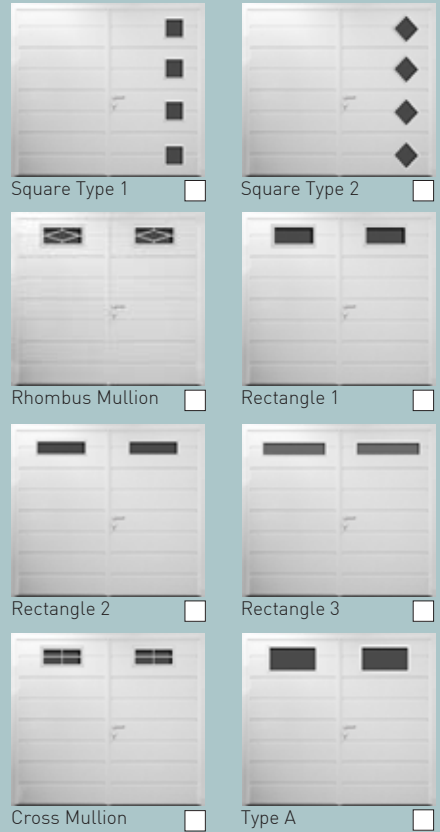 Square Type 1
Square Type 2
Rhombus Mullion
Rectangle 1
Rectangle 2
Rectangle 3
Cross Mullion
Type A